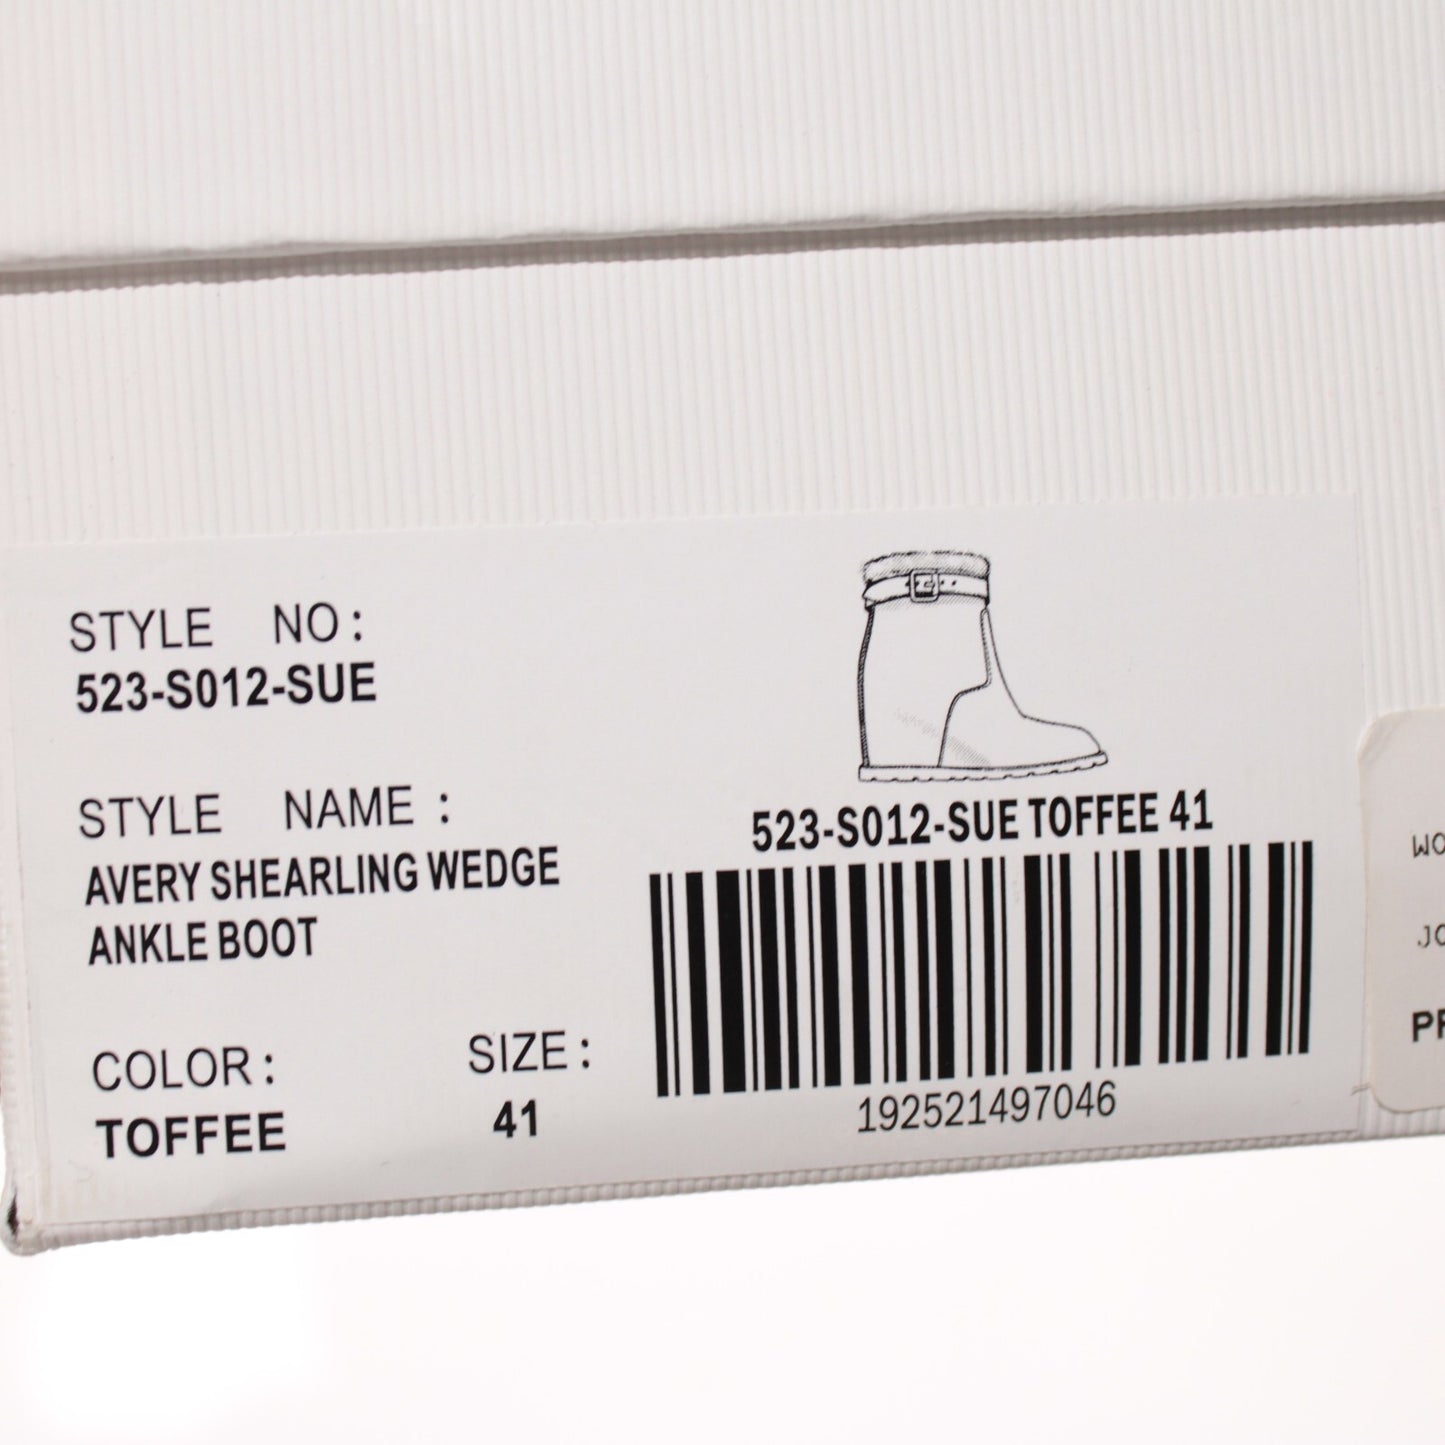 STYLE NO:
523-S012-SUE
STYLE NAME :
AVERY SHEARLING WEDGE
ANKLE BOOT
COLOR:
TOFFEE
SIZE:
41
523-S012-SUE TOFFEE 41
192521497046